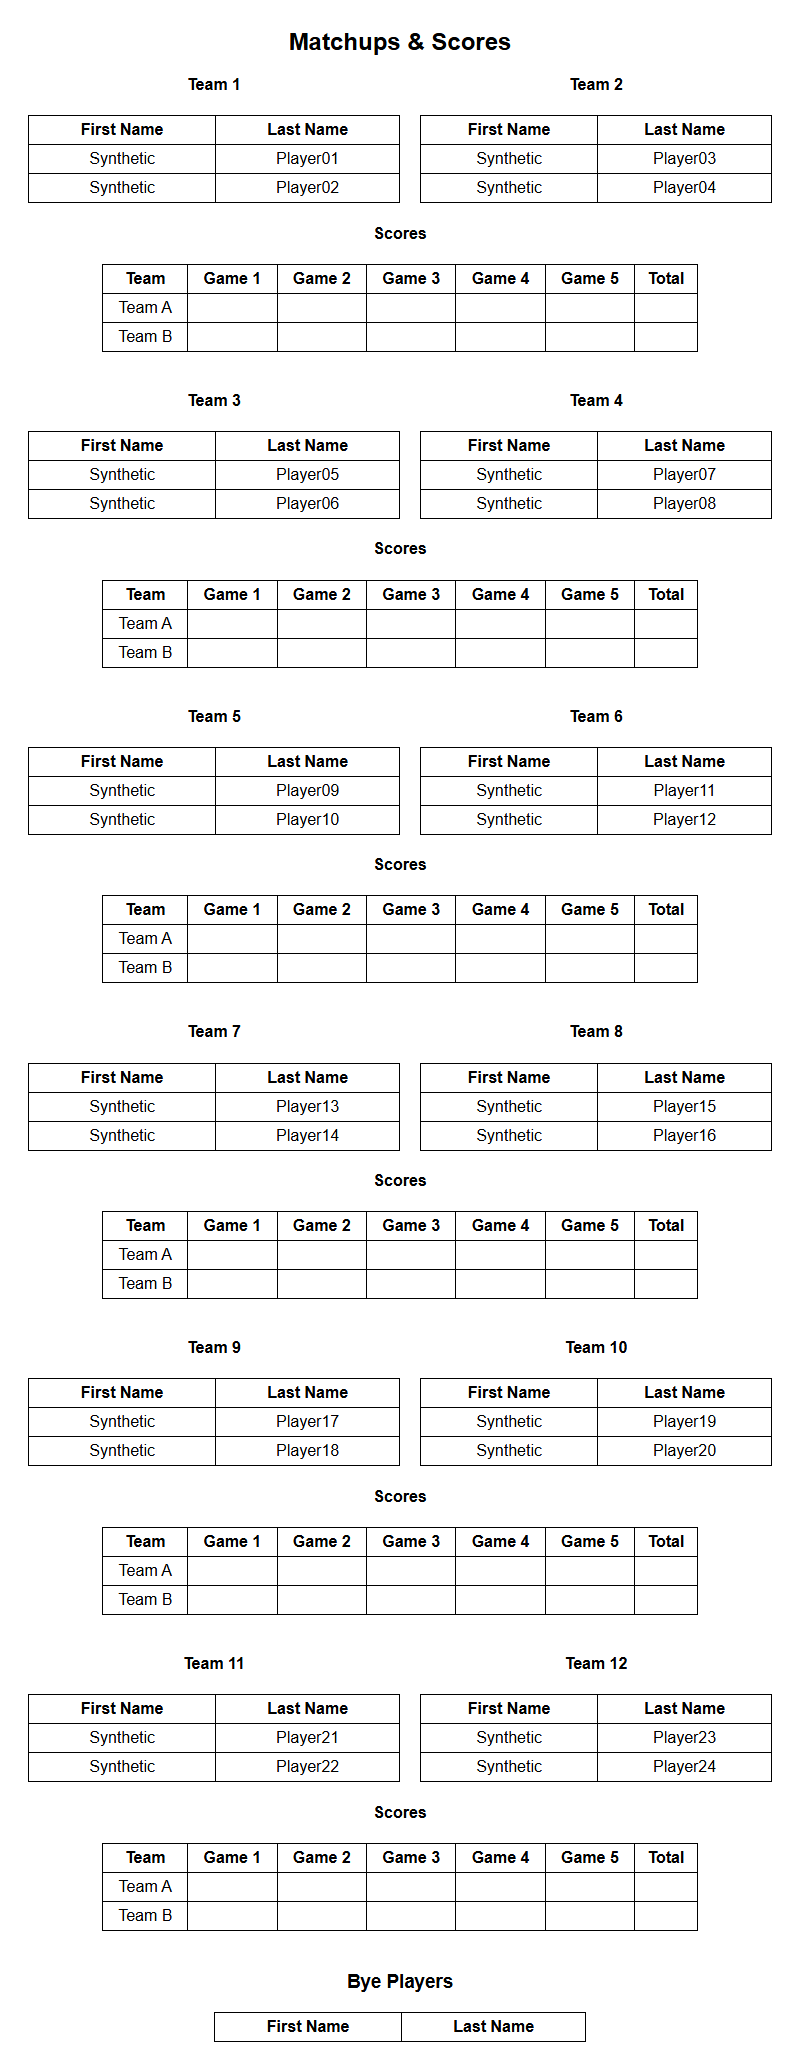 Matchups & Scores
Team 1 Team 2
First Name Last Name First Name Last Name
Synthetic Player01 Synthetic Player03
Synthetic Player02 Synthetic Player04
Scores
Team Game 1 Game 2 Game 3 Game 4 Game 5 Total
Team A
Team B
Team 3 Team 4
First Name Last Name First Name Last Name
Synthetic Player05 Synthetic Player07
Synthetic Player06 Synthetic Player08
Scores
Team Game 1 Game 2 Game 3 Game 4 Game 5 Total
Team A
Team B
Team 5 Team 6
First Name Last Name First Name Last Name
Synthetic Player09 Synthetic Player11
Synthetic Player10 Synthetic Player12
Scores
Team Game 1 Game 2 Game 3 Game 4 Game 5 Total
Team A
Team B
Team 7 Team 8
First Name Last Name First Name Last Name
Synthetic Player13 Synthetic Player15
Synthetic Player14 Synthetic Player16
Scores
Team Game 1 Game 2 Game 3 Game 4 Game 5 Total
Team A
Team B
Team 9 Team 10
First Name Last Name First Name Last Name
Synthetic Player17 Synthetic Player19
Synthetic Player18 Synthetic Player20
Scores
Team Game 1 Game 2 Game 3 Game 4 Game 5 Total
Team A
Team B
Team 11 Team 12
First Name Last Name First Name Last Name
Synthetic Player21 Synthetic Player23
Synthetic Player22 Synthetic Player24
Scores
Team Game 1 Game 2 Game 3 Game 4 Game 5 Total
Team A
Team B
Bye Players
First Name Last Name